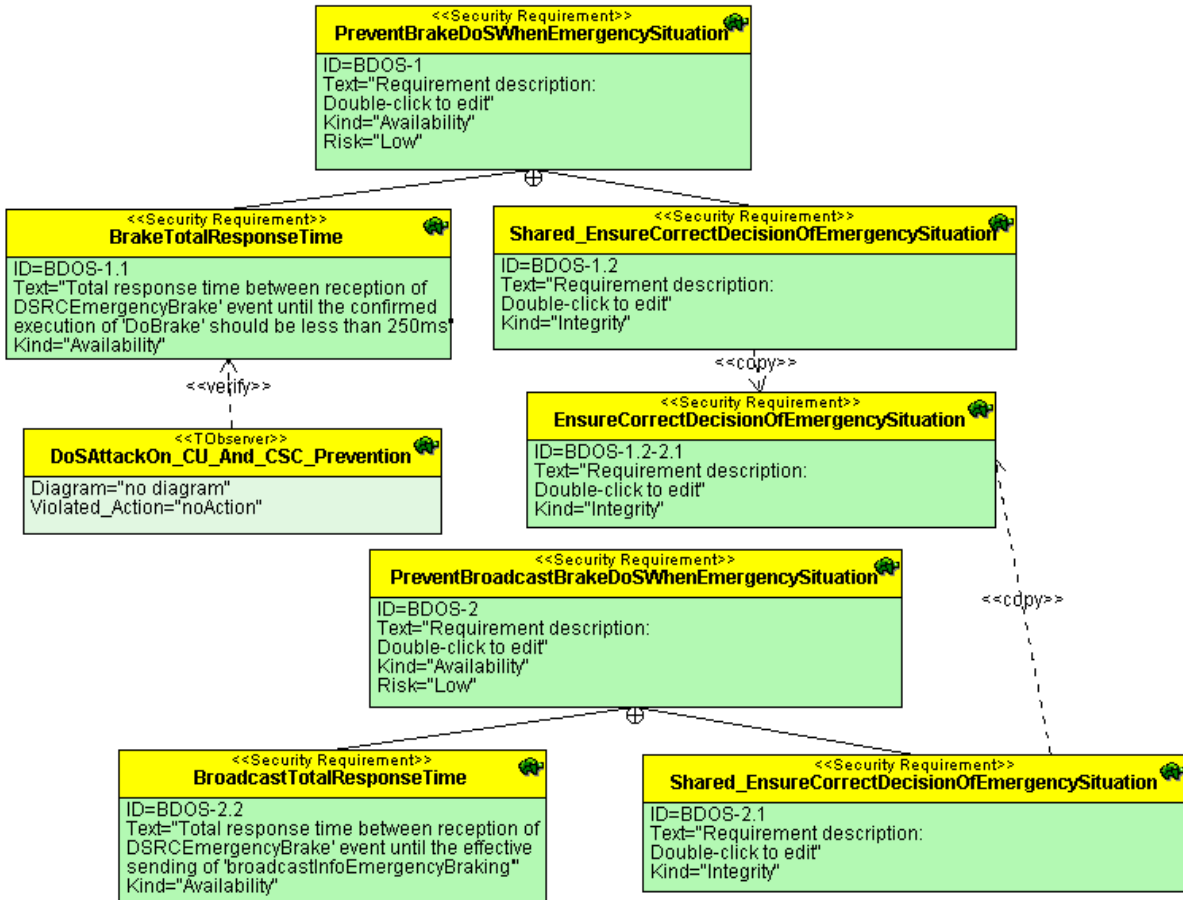 <<Security Requirement>>
PreventBrakeDoSWhenEmergencySituation
ID=BDOS-1
Text="Requirement description:
Double-click to edit"
Kind="Availability"
Risk="Low"
<<Security Requirement>>
BrakeTotalResponseTime
ID=BDOS-1.1
Text="Total response time between reception of
DSRCEmergencyBrake' event until the confirmed
execution of 'DoBrake' should be less than 250ms"
Kind="Availability"
<<Security Requirement>>
Shared_EnsureCorrectDecisionOfEmergencySituation
ID=BDOS-1.2
Text="Requirement description:
Double-click to edit"
Kind="Integrity"
<<verify>>
<<copy>>
<<TObserver>>
DoSAttackOn_CU_And_CSC_Prevention
Diagram="no diagram"
Violated_Action="noAction"
<<Security Requirement>>
EnsureCorrectDecisionOfEmergencySituation
ID=BDOS-1.2-2.1
Text="Requirement description:
Double-click to edit"
Kind="Integrity"
<<copy>>
<<Security Requirement>>
PreventBroadcastBrakeDoSWhenEmergencySituation
ID=BDOS-2
Text="Requirement description:
Double-click to edit"
Kind="Availability"
Risk="Low"
<<Security Requirement>>
BroadcastTotalResponseTime
ID=BDOS-2.2
Text="Total response time between reception of
DSRCEmergencyBrake' event until the effective
sending of 'broadcastInfoEmergencyBraking'"
Kind="Availability"
<<Security Requirement>>
Shared_EnsureCorrectDecisionOfEmergencySituation
ID=BDOS-2.1
Text="Requirement description:
Double-click to edit"
Kind="Integrity"